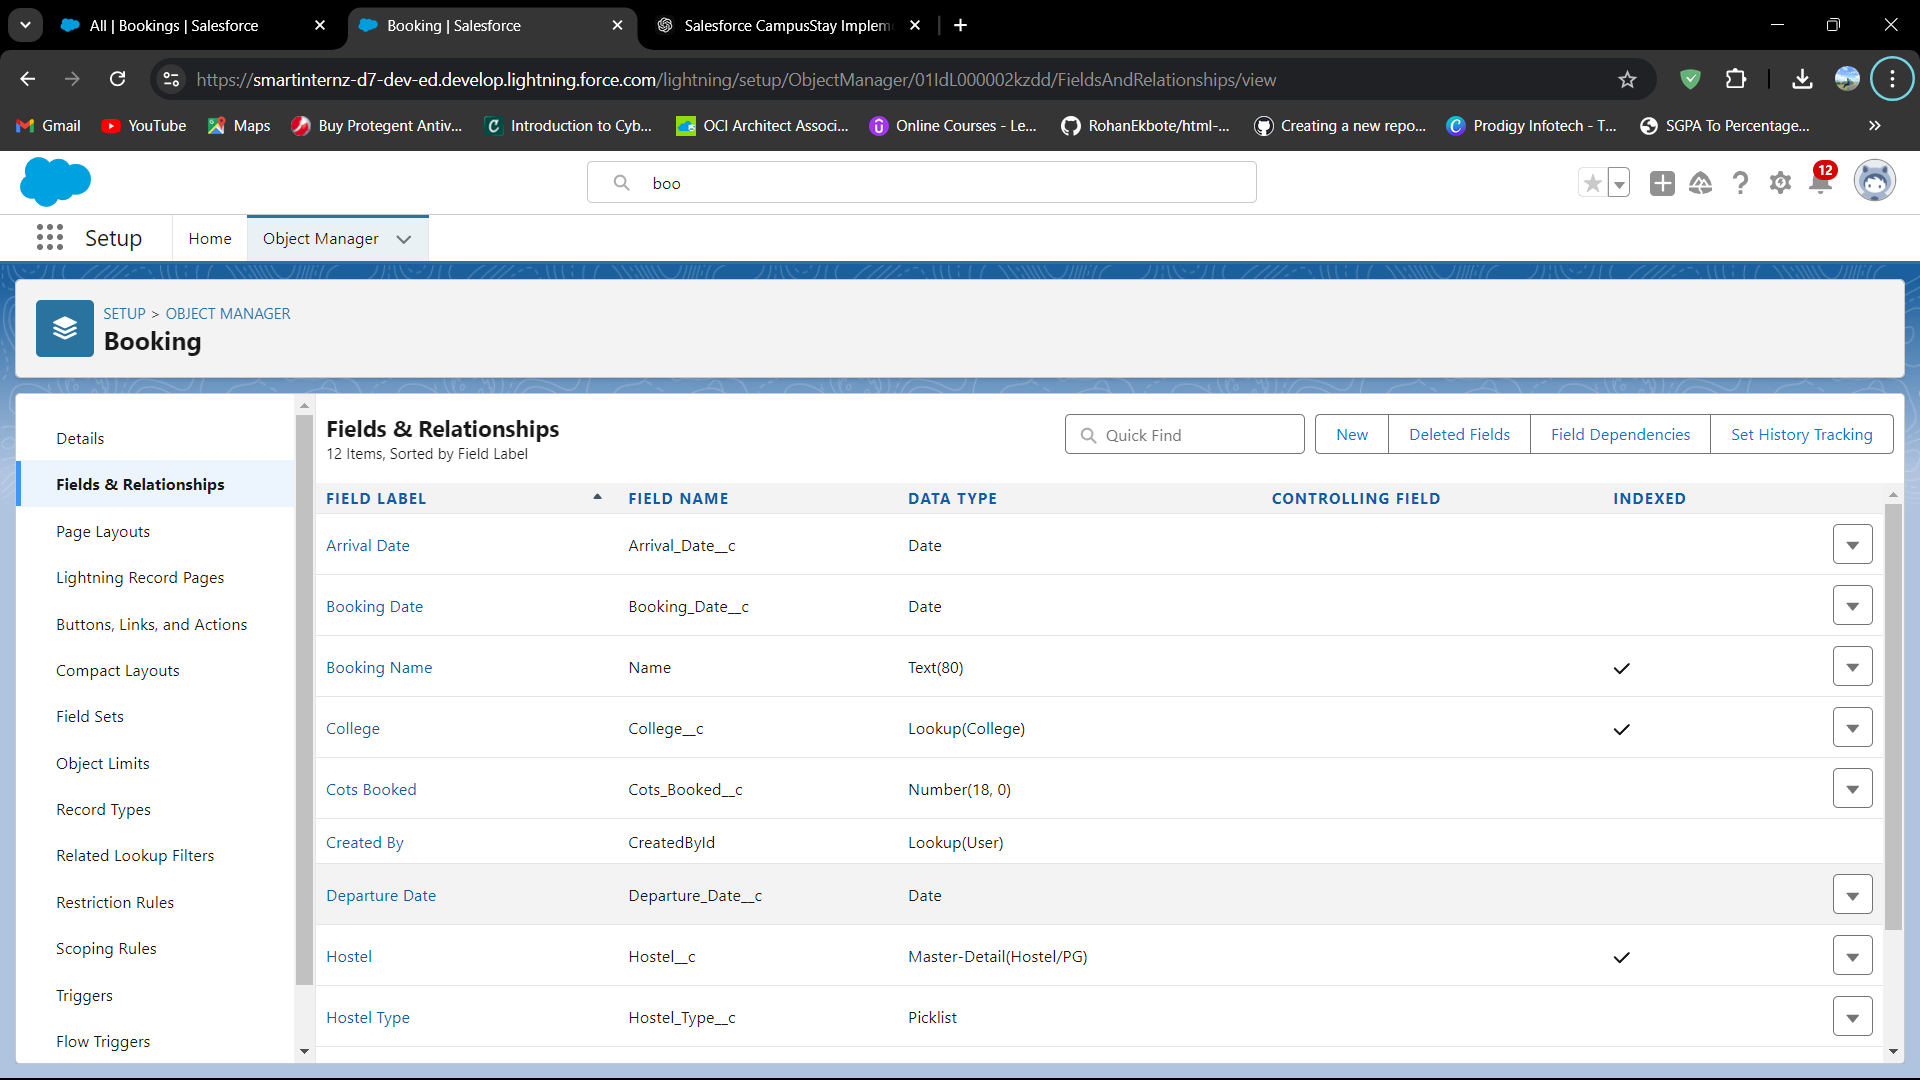 All | Bookings | Salesforce
Booking | Salesforce
Salesforce CampusStay Implem
https://smartinternz-d7-dev-ed.develop.lightning.force.com/lightning/setup/ObjectManager/01IdL000002kzdd/FieldsAndRelationships/view
Gmail YouTube Maps Buy Protegent Antiv... Introduction to Cyb... OCI Architect Associ... Online Courses - Le... RohanEkbote/html-... Creating a new repo... Prodigy Infotech - T... SGPA To Percentage... »
boo
12
Setup Home Object Manager
SETUP > OBJECT MANAGER
Booking
Details
Fields & Relationships
Page Layouts
Lightning Record Pages
Buttons, Links, and Actions
Compact Layouts
Field Sets
Object Limits
Record Types
Related Lookup Filters
Restriction Rules
Scoping Rules
Triggers
Flow Triggers
Fields & Relationships
12 Items, Sorted by Field Label
Quick Find New Deleted Fields Field Dependencies Set History Tracking
FIELD LABEL FIELD NAME DATA TYPE CONTROLLING FIELD INDEXED
Arrival Date Arrival_Date__c Date
Booking Date Booking_Date__c Date
Booking Name Name Text(80)
College College__c Lookup(College)
Cots Booked Cots_Booked__c Number(18, 0)
Created By CreatedById Lookup(User)
Departure Date Departure_Date__c Date
Hostel Hostel__c Master-Detail(Hostel/PG)
Hostel Type Hostel_Type__c Picklist